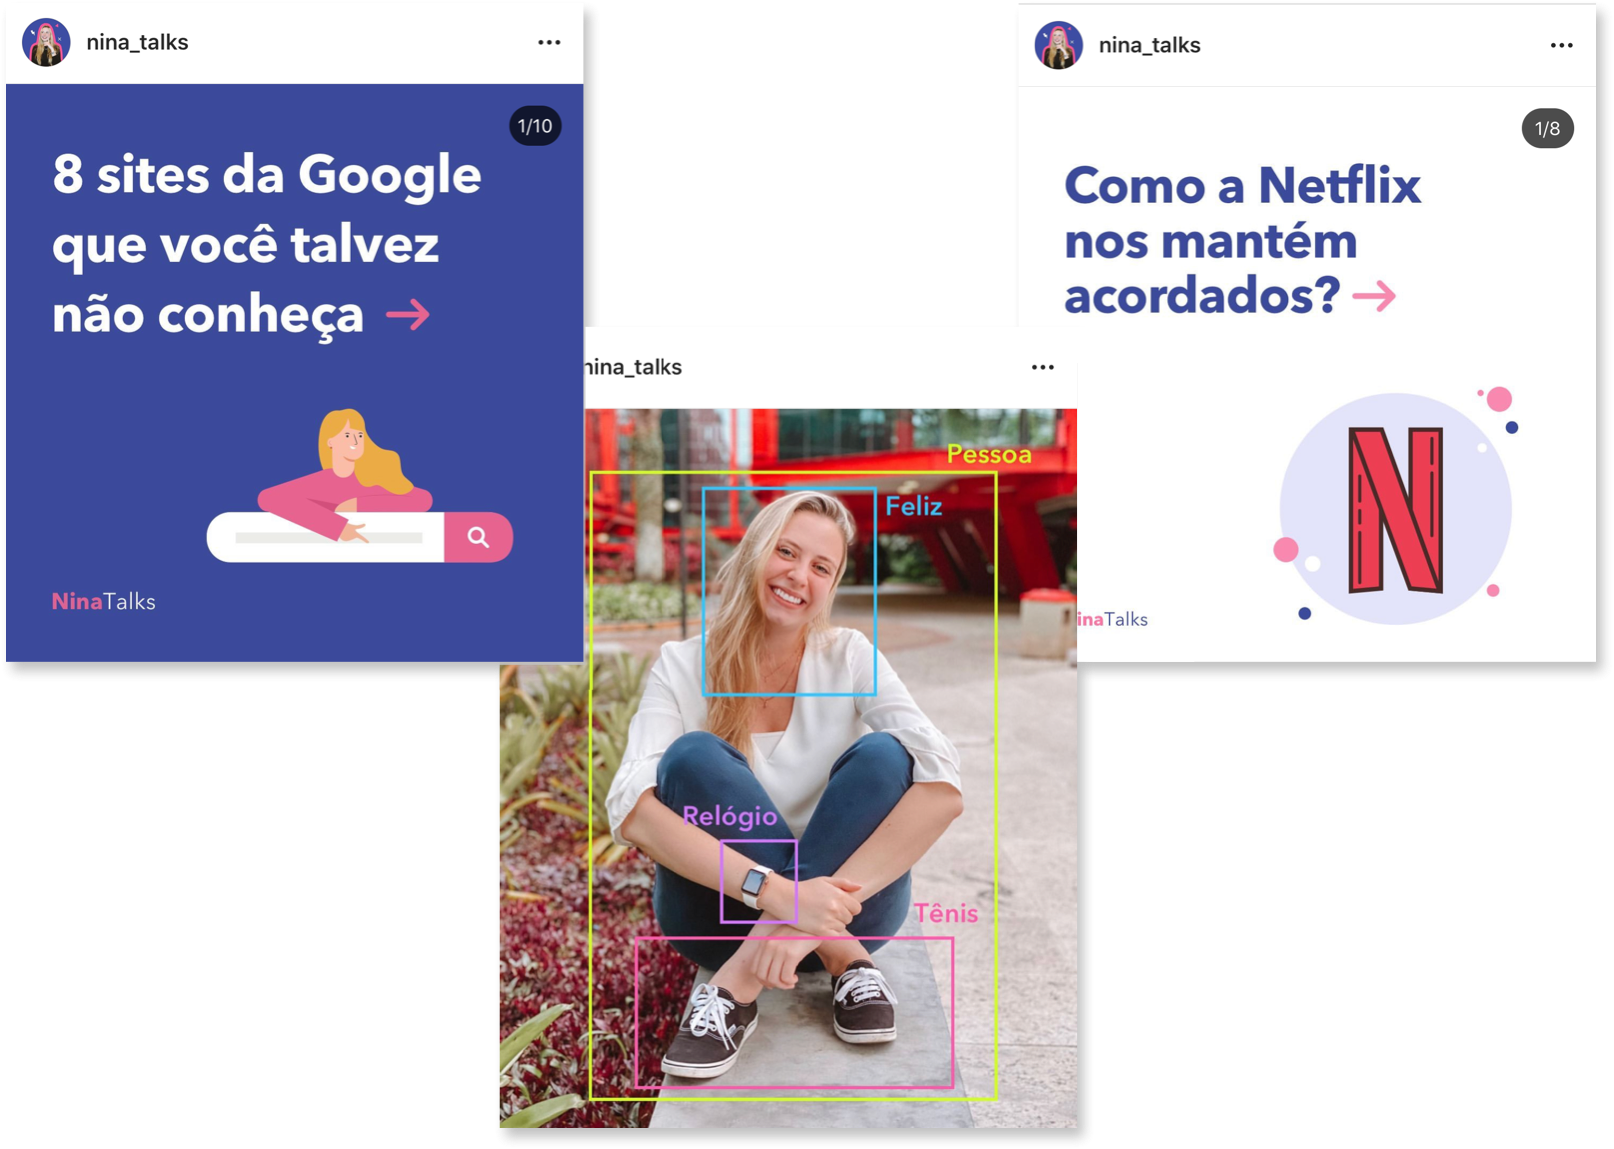 nina_talks
1/10
8 sites da Google
que você talvez
não conheça →
NinaTalks
nina_talks
1/8
Como a Netflix
nos mantém
acordados? →
N
inaTalks
nina_talks
Pessoa
Feliz
Relógio
Tênis